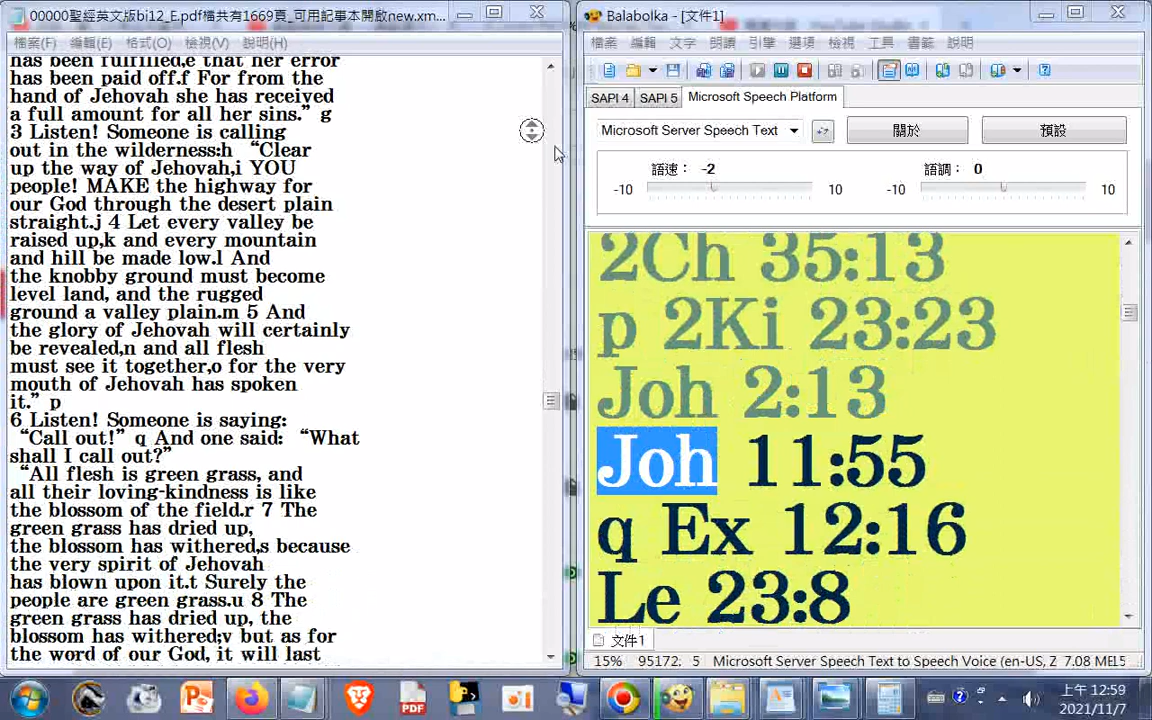 00000聖經英文版bi12_E.pdf檔共有1669頁_可用記事本開啟new.xm...
檔案(F) 編輯(E) 格式(O) 檢視(V) 說明(H)
has been fulfilled,e that her error
has been paid off.f For from the
hand of Jehovah she has received
a full amount for all her sins.” g
3 Listen! Someone is calling
out in the wilderness:h “Clear
up the way of Jehovah,i YOU
people! MAKE the highway for
our God through the desert plain
straight.j 4 Let every valley be
raised up,k and every mountain
and hill be made low.l And
the knobby ground must become
level land, and the rugged
ground a valley plain.m 5 And
the glory of Jehovah will certainly
be revealed,n and all flesh
must see it together,o for the very
mouth of Jehovah has spoken
it.” p
6 Listen! Someone is saying:
“Call out!” q And one said: “What
shall I call out?”
“All flesh is green grass, and
all their loving-kindness is like
the blossom of the field.r 7 The
green grass has dried up,
the blossom has withered,s because
the very spirit of Jehovah
has blown upon it.t Surely the
people are green grass.u 8 The
green grass has dried up, the
blossom has withered;v but as for
the word of our God, it will last
Balabolka - [文件1]
檔案 編輯 文字 朗讀 引擎 選項 檢視 工具 書籤 說明
SAPI 4 SAPI 5 Microsoft Speech Platform
Microsoft Server Speech Text 關於 預設
語速: -2 語調: 0
-10 10 -10 10
2Ch 35:13
p 2Ki 23:23
Joh 2:13
Joh 11:55
q Ex 12:16
Le 23:8
文件1
15% 95172: 5 Microsoft Server Speech Text to Speech Voice (en-US, Z 7.08 МБ15
上午 12:59
2021/11/7